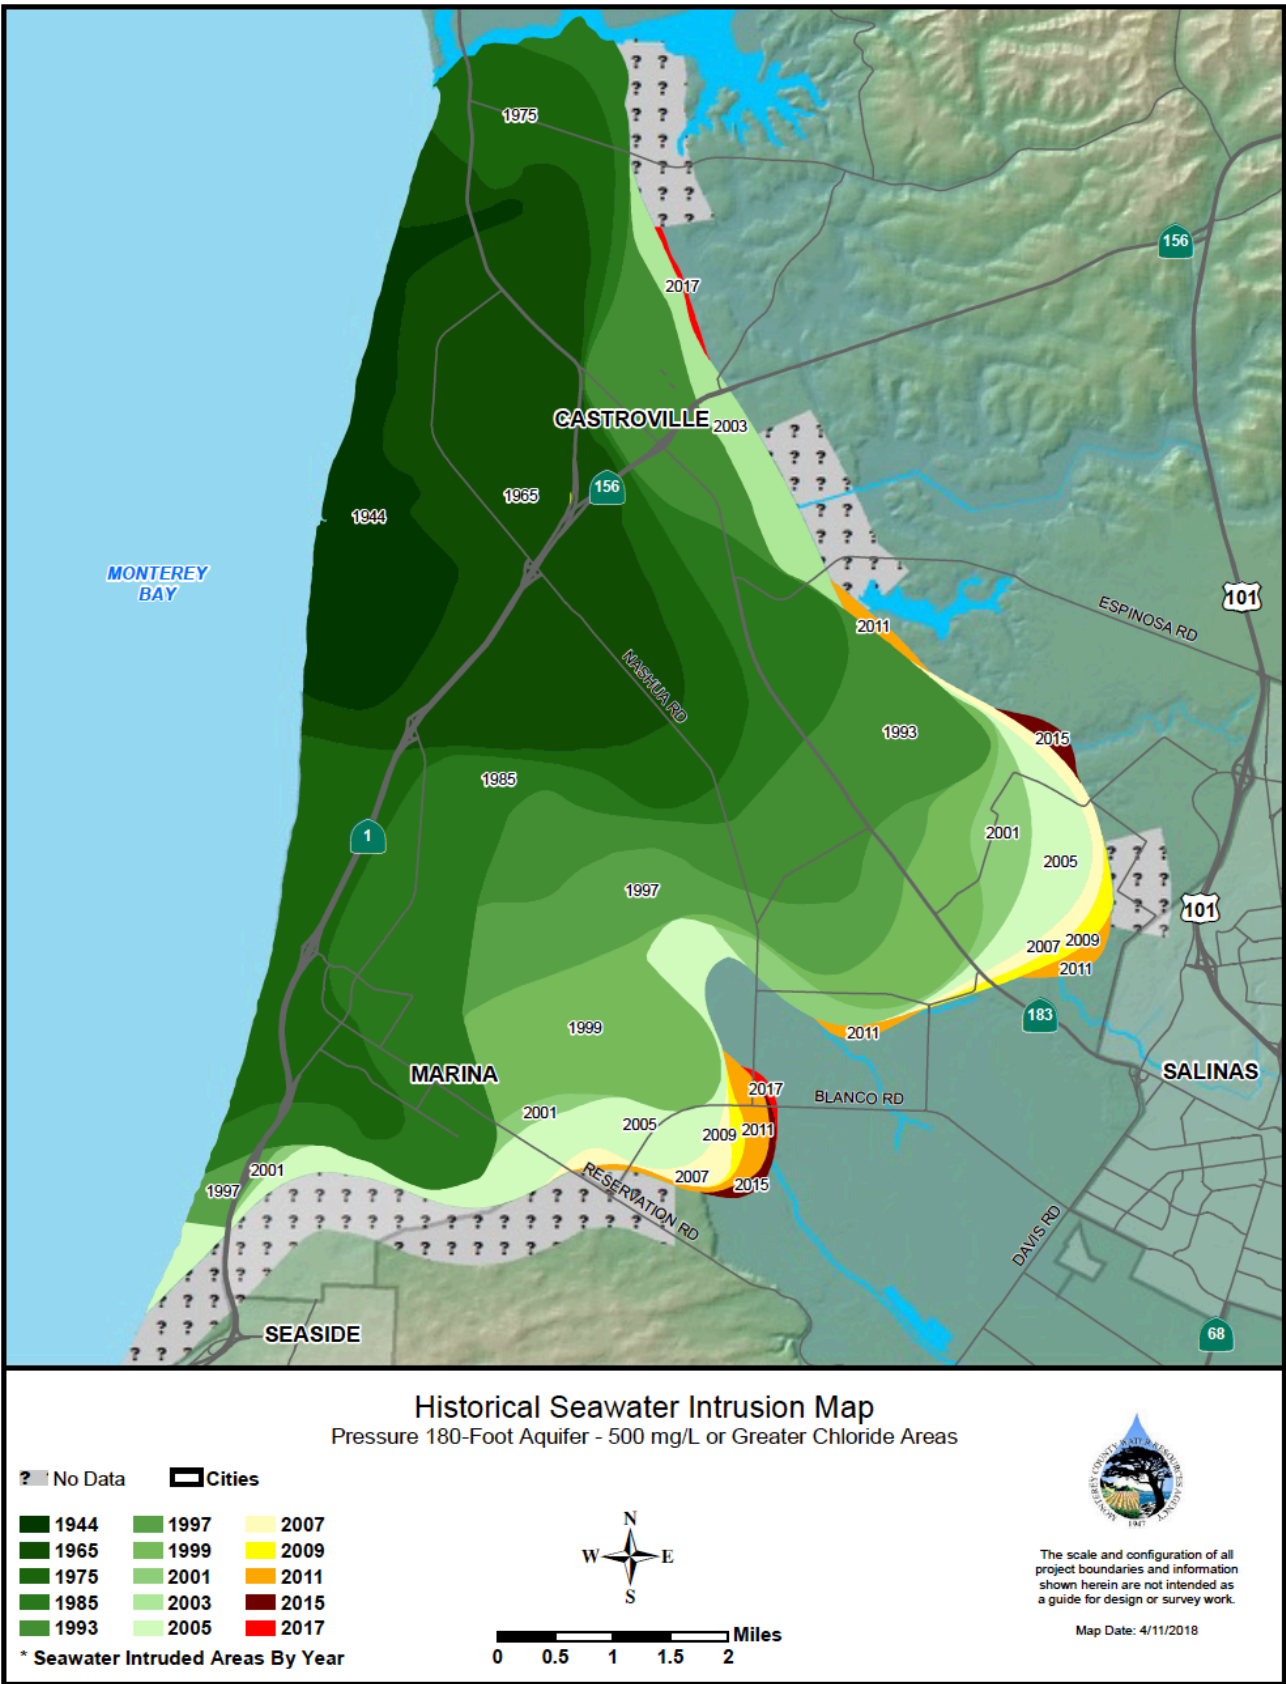 1975
156
2017
CASTROVILLE
2003
1965
156
1944
MONTEREY
BAY
101
ESPINOSA RD
2011
NASHUA RD
1993
2015
1985
1
2001
2005
1997
101
2007
2009
2011
1999
183
2011
MARINA
SALINAS
2017
BLANCO RD
2001
2005
2009
2011
2001
1997
2007
2015
RESERVATION RD
DAVIS RD
SEASIDE
68
Historical Seawater Intrusion Map
Pressure 180-Foot Aquifer - 500 mg/L or Greater Chloride Areas
? No Data
Cities
1944 1997 2007
1965 1999 2009
1975 2001 2011
1985 2003 2015
1993 2005 2017
* Seawater Intruded Areas By Year
N
W E
S
Miles
0 0.5 1 1.5 2
MONTEREY COUNTY WATER RESOURCES AGENCY
1947
The scale and configuration of all
project boundaries and information
shown herein are not intended as
a guide for design or survey work.
Map Date: 4/11/2018